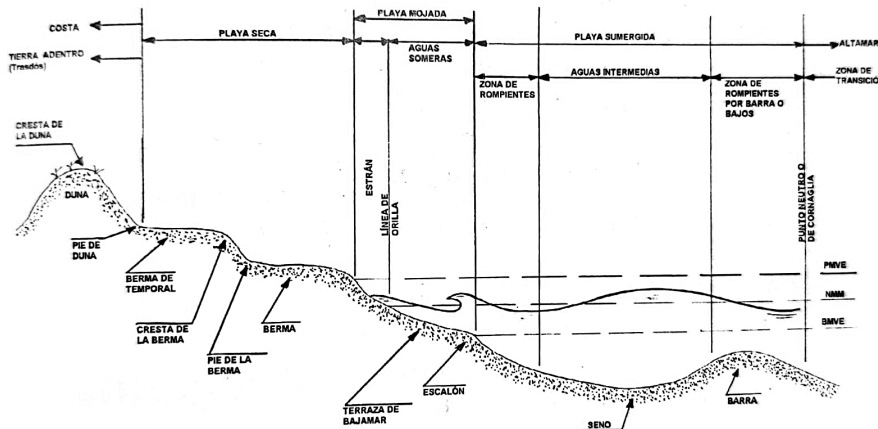 COSTA
TIERRA ADENTRO
(Trasdós)
PLAYA SECA
PLAYA MOJADA
AGUAS
SOMERAS
PLAYA SUMERGIDA
ALTAMAR
ZONA DE
ROMPIENTES
AGUAS INTERMEDIAS
ZONA DE
ROMPIENTES
POR BARRA O
BAJOS
ZONA DE
TRANSICIÓ
CRESTA DE
LA DUNA
DUNA
PIE DE
DUNA
BERMA DE
TEMPORAL
CRESTA DE
LA BERMA
PIE DE LA
BERMA
BERMA
ESTRÁN
LÍNEA DE
ORILLA
TERRAZA DE
BAJAMAR
ESCALÓN
SENO
BARRA
PUNTO NEUTRO O
DE CORNAGLIA
PMVE
NMM
BMVE